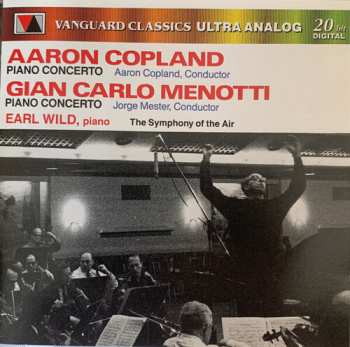 VANGUARD CLASSICS ULTRA ANALOG 20 bit
DIGITAL
AARON COPLAND
PIANO CONCERTO Aaron Copland, Conductor
GIAN CARLO MENOTTI
PIANO CONCERTO Jorge Mester, Conductor
EARL WILD, piano The Symphony of the Air